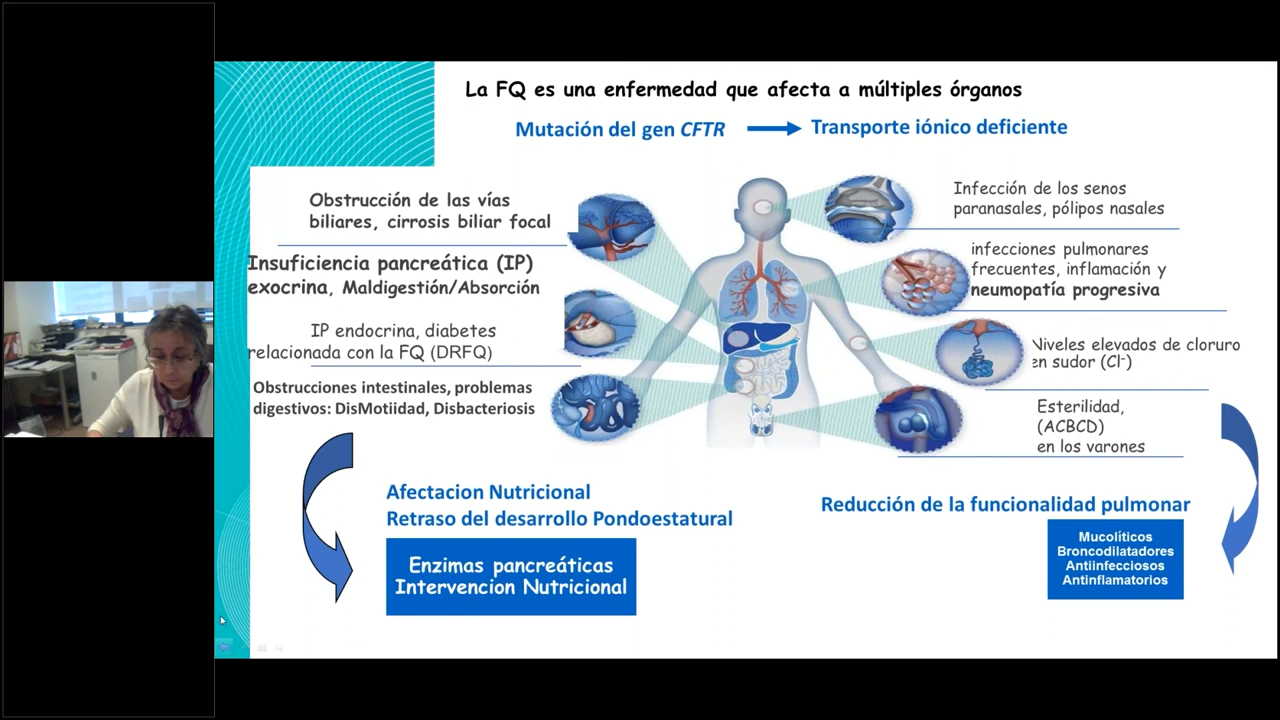 La FQ es una enfermedad que afecta a múltiples órganos
Mutación del gen CFTR
Transporte iónico deficiente
Obstrucción de las vías
biliares, cirrosis biliar focal
Insuficiencia pancreática (IP)
exocrina, Maldigestión/Absorción
IP endocrina, diabetes
relacionada con la FQ (DRFQ)
Obstrucciones intestinales, problemas
digestivos: DisMotiidad, Disbacteriosis
Infección de los senos
paranasales, pólipos nasales
infecciones pulmonares
frecuentes, inflamación y
neumopatía progresiva
Niveles elevados de cloruro
en sudor (Cl⁻)
Esterilidad,
(ACBCD)
en los varones
Afectacion Nutricional
Retraso del desarrollo Pondoestatural
Enzimas pancreáticas
Intervencion Nutricional
Reducción de la funcionalidad pulmonar
Mucolíticos
Broncodilatadores
Antiinfecciosos
Antinflamatorios